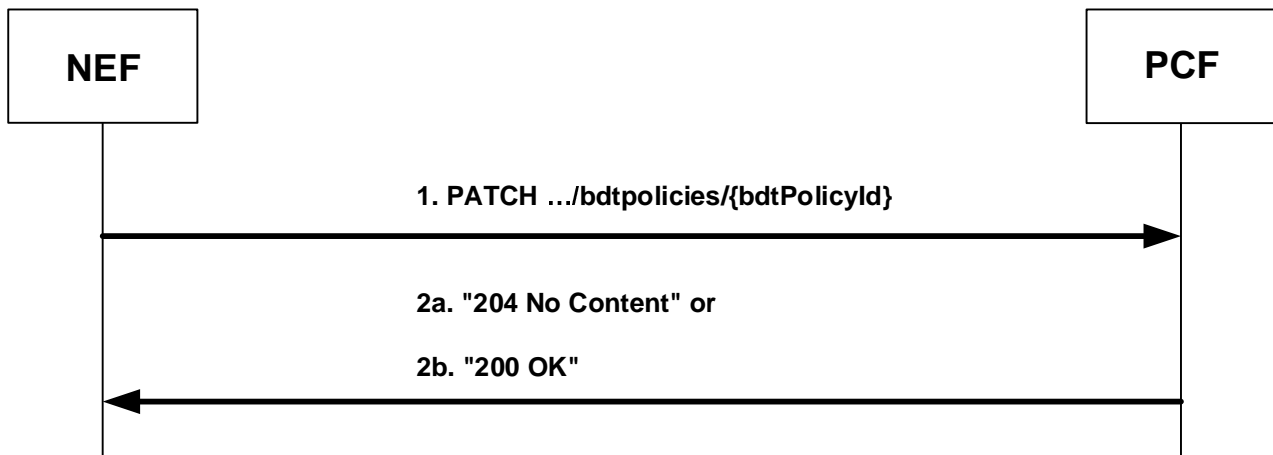 NEF
PCF
1. PATCH …/bdtpolicies/{bdtPolicyId}
2a. "204 No Content" or
2b. "200 OK"